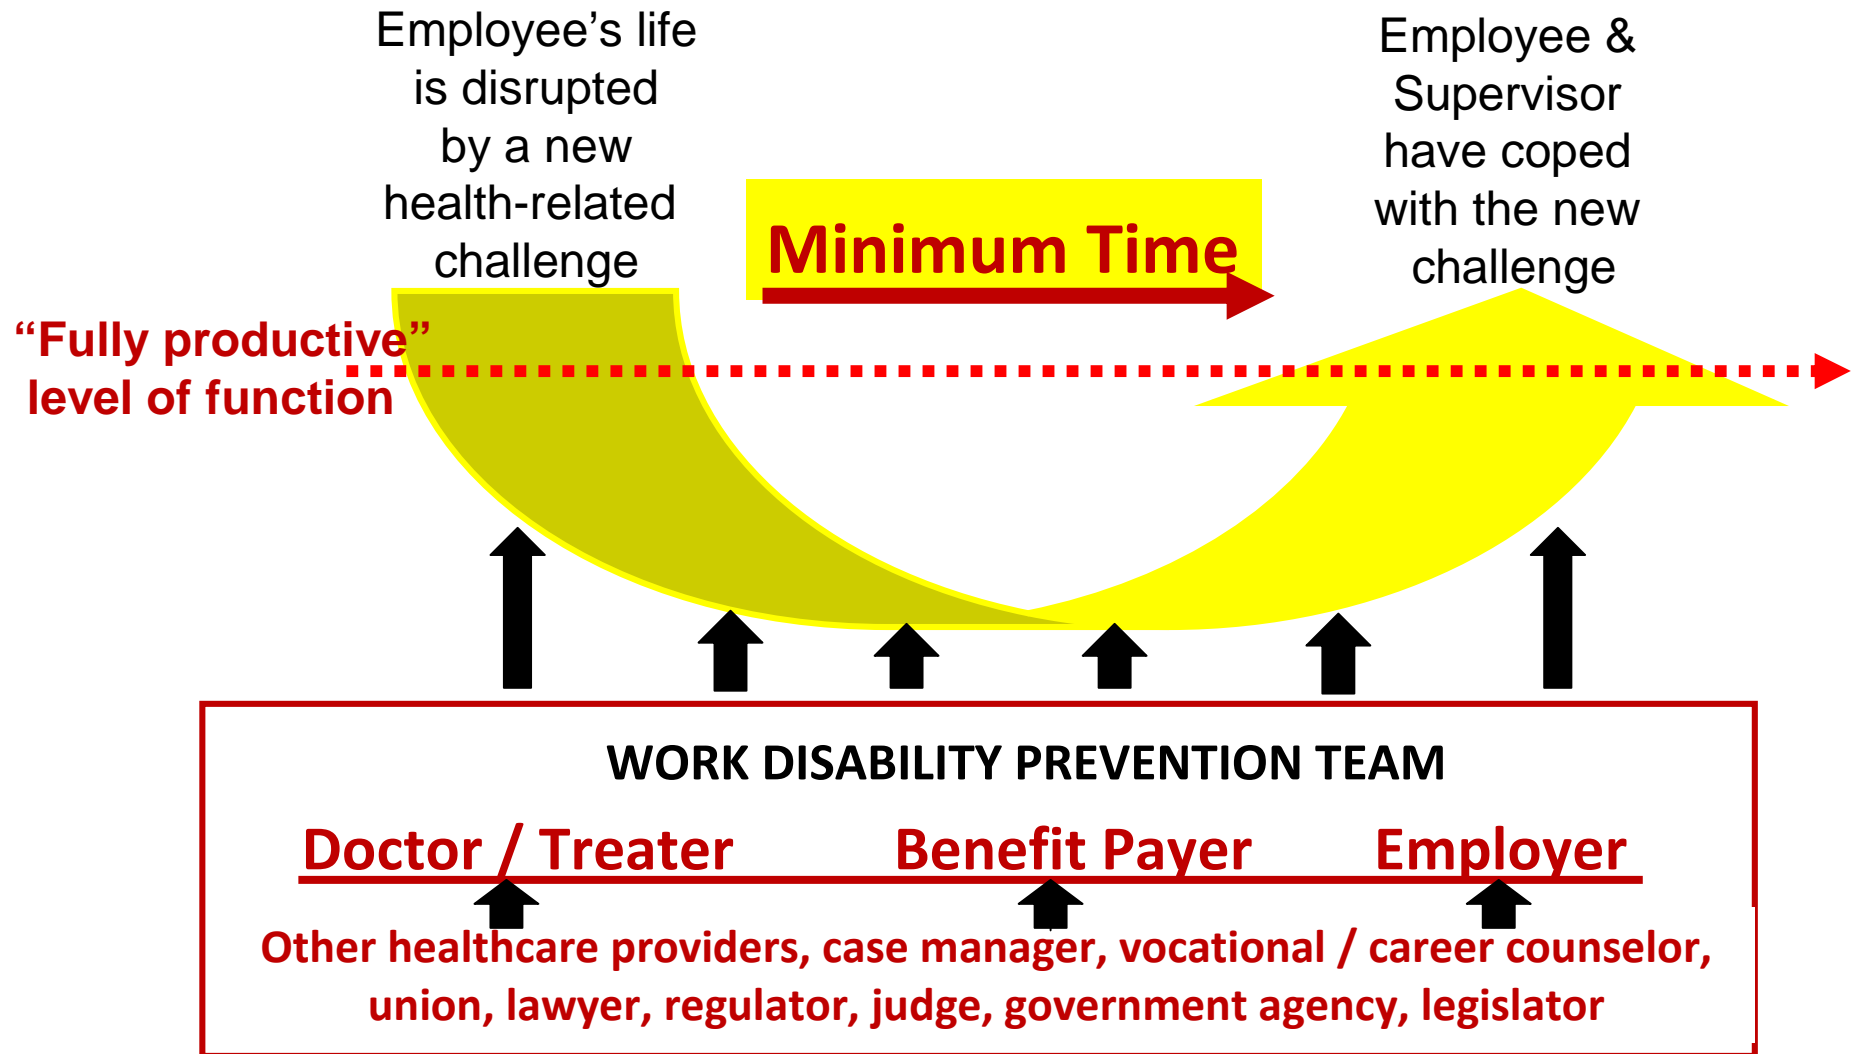 Employee’s life
is disrupted
by a new
health-related
challenge
Employee &
Supervisor
have coped
with the new
challenge
Minimum Time
“Fully productive”
level of function
WORK DISABILITY PREVENTION TEAM
Doctor / Treater Benefit Payer Employer
Other healthcare providers, case manager, vocational / career counselor,
union, lawyer, regulator, judge, government agency, legislator